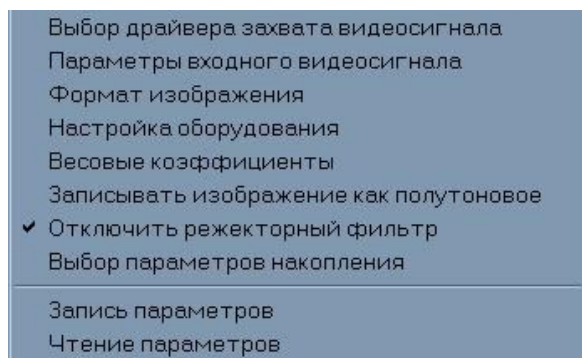 Выбор драйвера захвата видеосигнала
Параметры входного видеосигнала
Формат изображения
Настройка оборудования
Весовые коэффициенты
Записывать изображение как полутоновое
Отключить режекторный фильтр
Выбор параметров накопления
Запись параметров
Чтение параметров